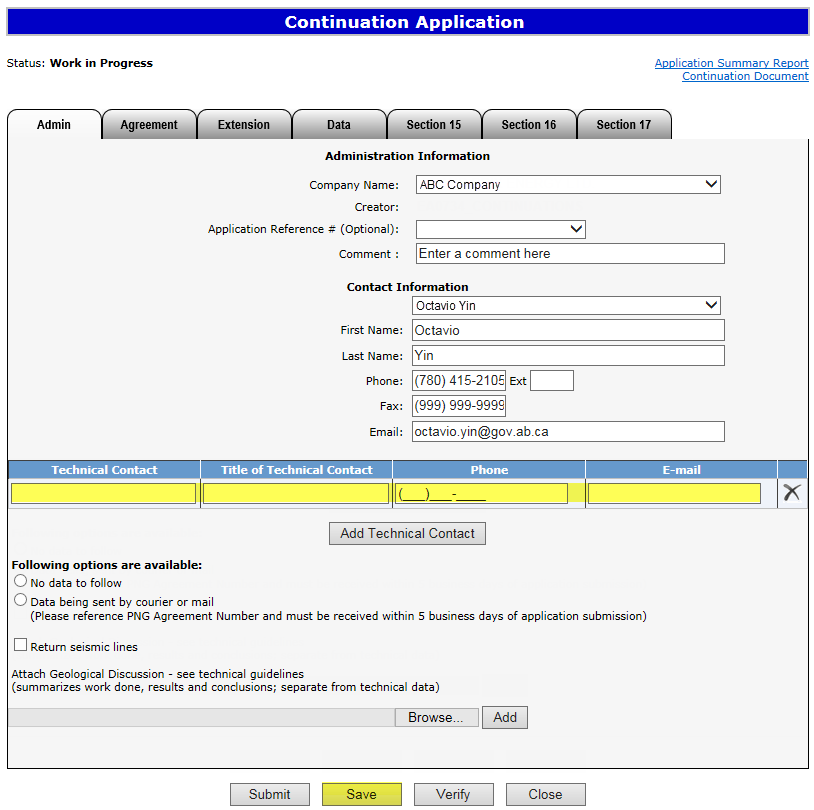 Continuation Application
Status: Work in Progress
Application Summary Report
Continuation Document
Admin Agreement Extension Data Section 15 Section 16 Section 17
Administration Information
Company Name: ABC Company
Creator:
Application Reference # (Optional):
Comment : Enter a comment here
Contact Information
Octavio Yin
First Name: Octavio
Last Name: Yin
Phone: (780) 415-2105 Ext
Fax: (999) 999-9999
Email: octavio.yin@gov.ab.ca
Technical Contact Title of Technical Contact Phone E-mail
(___)___-____
Add Technical Contact
Following options are available:
No data to follow
Data being sent by courier or mail
(Please reference PNG Agreement Number and must be received within 5 business days of application submission)
Return seismic lines
Attach Geological Discussion - see technical guidelines
(summarizes work done, results and conclusions; separate from technical data)
Browse... Add
Submit Save Verify Close